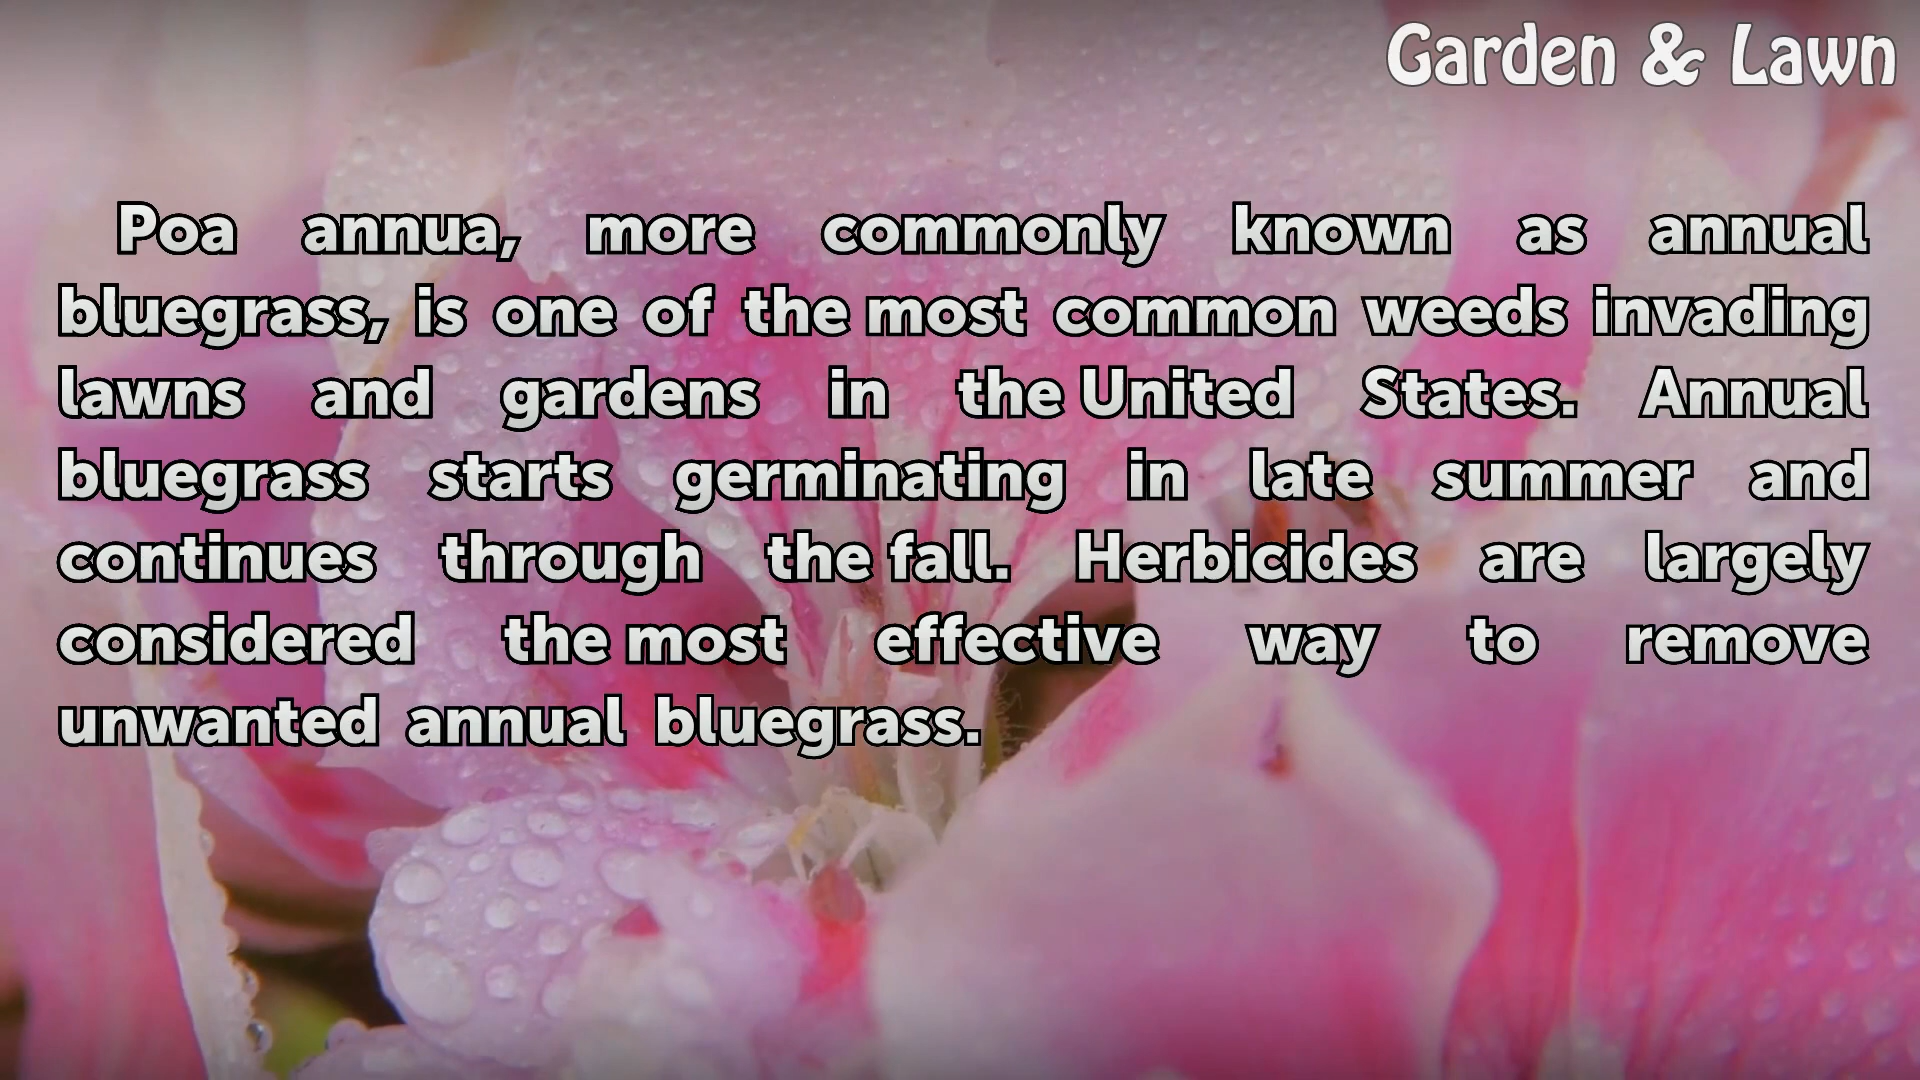 Garden & Lawn
Poa annua, more commonly known as annual
bluegrass, is one of the most common weeds invading
lawns and gardens in the United States. Annual
bluegrass starts germinating in late summer and
continues through the fall. Herbicides are largely
considered the most effective way to remove
unwanted annual bluegrass.